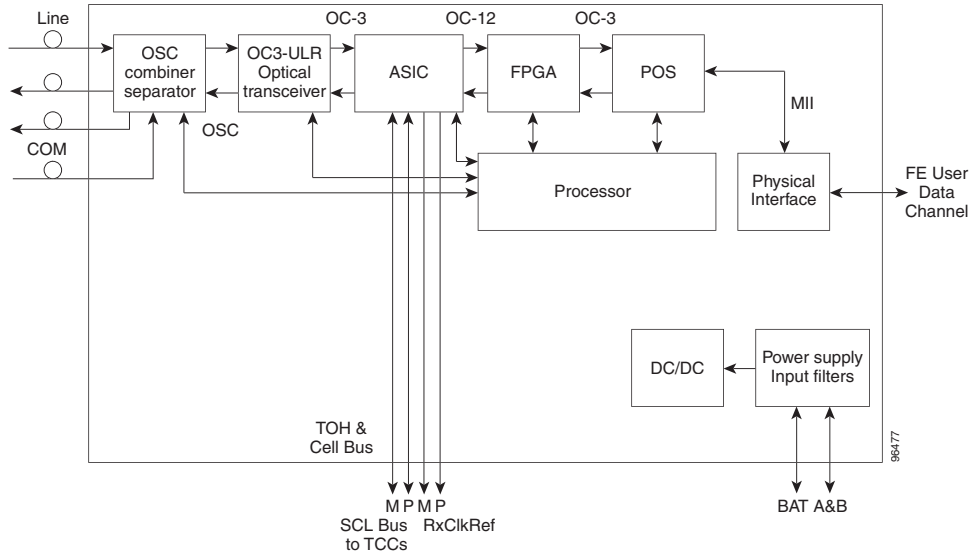 Line
OC-3
OC-12
OC-3
OSC
combiner
separator
OC3-ULR
Optical
transceiver
ASIC
FPGA
POS
MII
OSC
COM
Processor
Physical
Interface
FE User
Data
Channel
DC/DC
Power supply
Input filters
TOH &
Cell Bus
96477
M P M P
SCL Bus
to TCCs
RxClkRef
BAT A&B